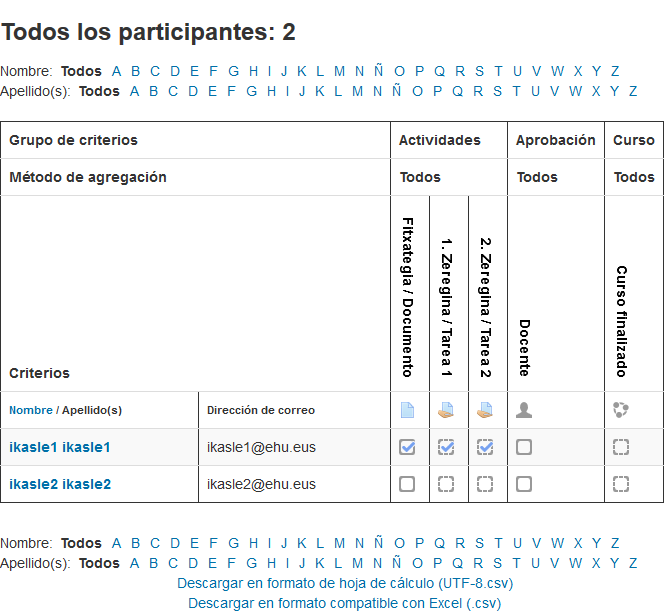 Todos los participantes: 2
Nombre: Todos A B C D E F G H I J K L M N Ñ O P Q R S T U V W X Y Z
Apellido(s): Todos A B C D E F G H I J K L M N Ñ O P Q R S T U V W X Y Z
Grupo de criterios Actividades Aprobación Curso
Método de agregación Todos Todos Todos
Criterios Fitxategia / Documento 1. Zeregina / Tarea 1 2. Zeregina / Tarea 2 Docente Curso finalizado
Nombre / Apellido(s) Dirección de correo
ikasle1 ikasle1 ikasle1@ehu.eus
ikasle2 ikasle2 ikasle2@ehu.eus
Nombre: Todos A B C D E F G H I J K L M N Ñ O P Q R S T U V W X Y Z
Apellido(s): Todos A B C D E F G H I J K L M N Ñ O P Q R S T U V W X Y Z
Descargar en formato de hoja de cálculo (UTF-8.csv)
Descargar en formato compatible con Excel (.csv)